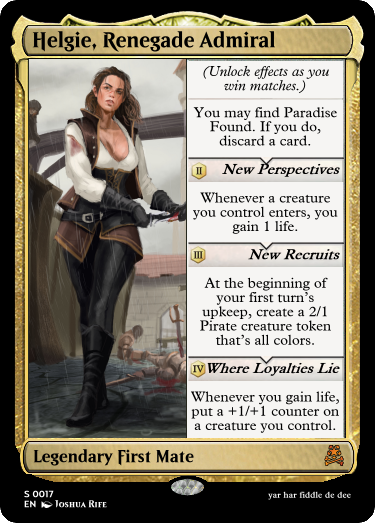 Helgie, Renegade Admiral
(Unlock effects as you
win matches.)
You may find Paradise
Found. If you do,
discard a card.
II New Perspectives
Whenever a creature
you control enters, you
gain 1 life.
III New Recruits
At the beginning of
your first turn's
upkeep, create a 2/1
Pirate creature token
that's all colors.
IV Where Loyalties Lie
Whenever you gain life,
put a +1/+1 counter on
a creature you control.
Legendary First Mate
S 0017
EN Joshua Rife
yar har fiddle de dee